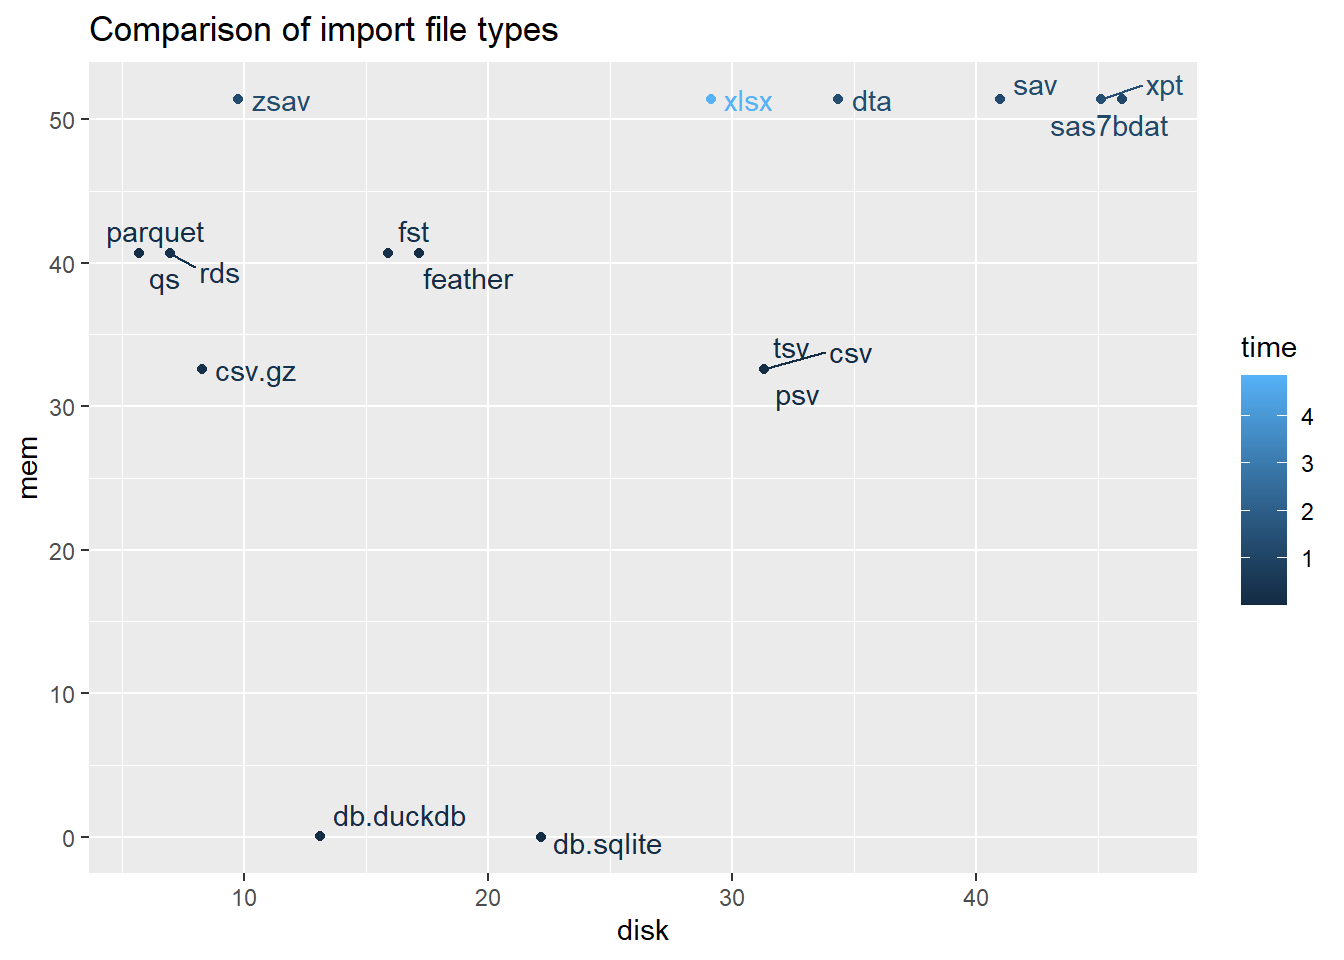 Comparison of import file types
sav
xpt
zsav
xlsx
dta
sas7bdat
50
parquet
fst
qs
rds
feather
40
tsv
csv
csv.gz
psv
30
mem
20
10
db.duckdb
db.sqlite
0
10
20
30
40
disk
time
4
3
2
1